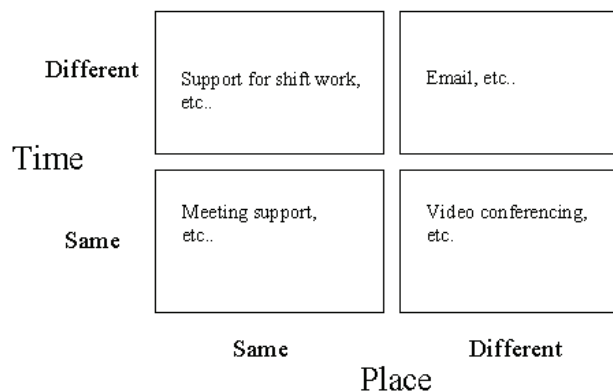 Different
Support for shift work,
etc..
Email, etc..
Time
Same
Meeting support,
etc..
Video conferencing,
etc.
Same
Different
Place